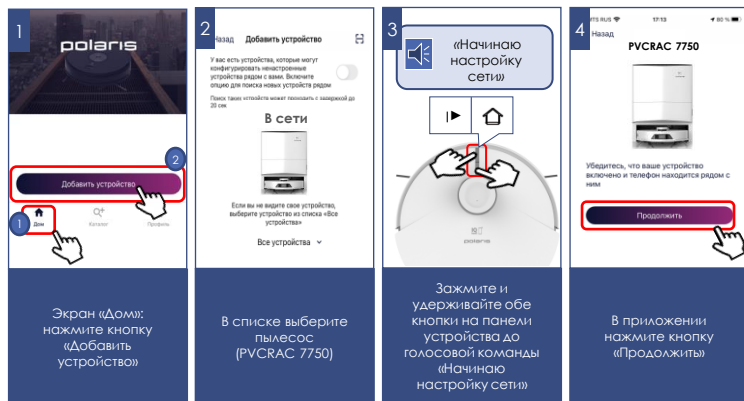 1
polaris
2
Добавить устройство
1
Дом
Каталог
Профиль
Экран «Дом»:
нажмите кнопку
«Добавить
устройство»
2
Назад Добавить устройство
У вас есть устройства, которые могут
конфигурировать ненастроенные
устройства рядом с вами. Включите
опцию для поиска новых устройств рядом
Поиск таких устройств может проходить с задержкой до
20 сек
В сети
Если вы не видите свое устройство,
выберите устройство из списка «Все
устройства»
Все устройства
В списке выберите
пылесос
(PVCRAC 7750)
3
«Начинаю
настройку
сети»
polaris
Зажмите и
удерживайте обе
кнопки на панели
устройства до
голосовой команды
«Начинаю
настройку сети»
4
MTS RUS 17:13 80 %
Назад
PVCRAC 7750
Убедитесь, что ваше устройство
включено и телефон находится рядом с
ним
Продолжить
В приложении
нажмите кнопку
«Продолжить»